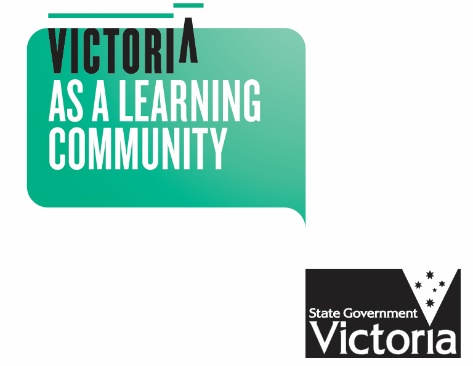 VICTORIA
AS A LEARNING
COMMUNITY
State Government
Victoria